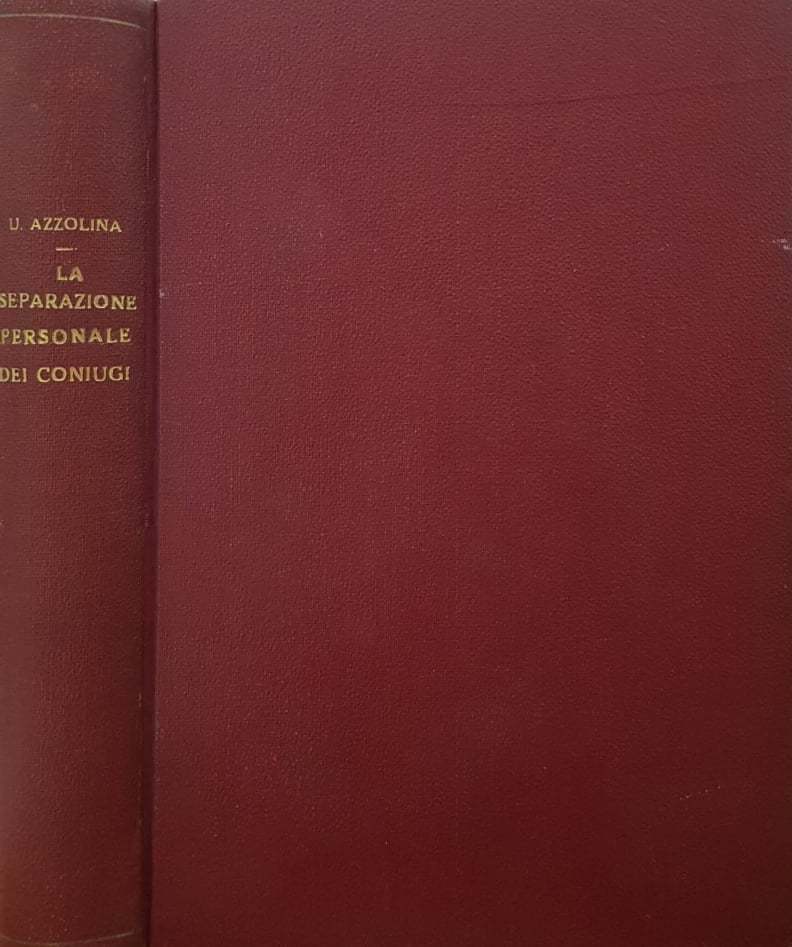 U. AZZOLINA
LA
SEPARAZIONE
PERSONALE
DEI CONIUGI